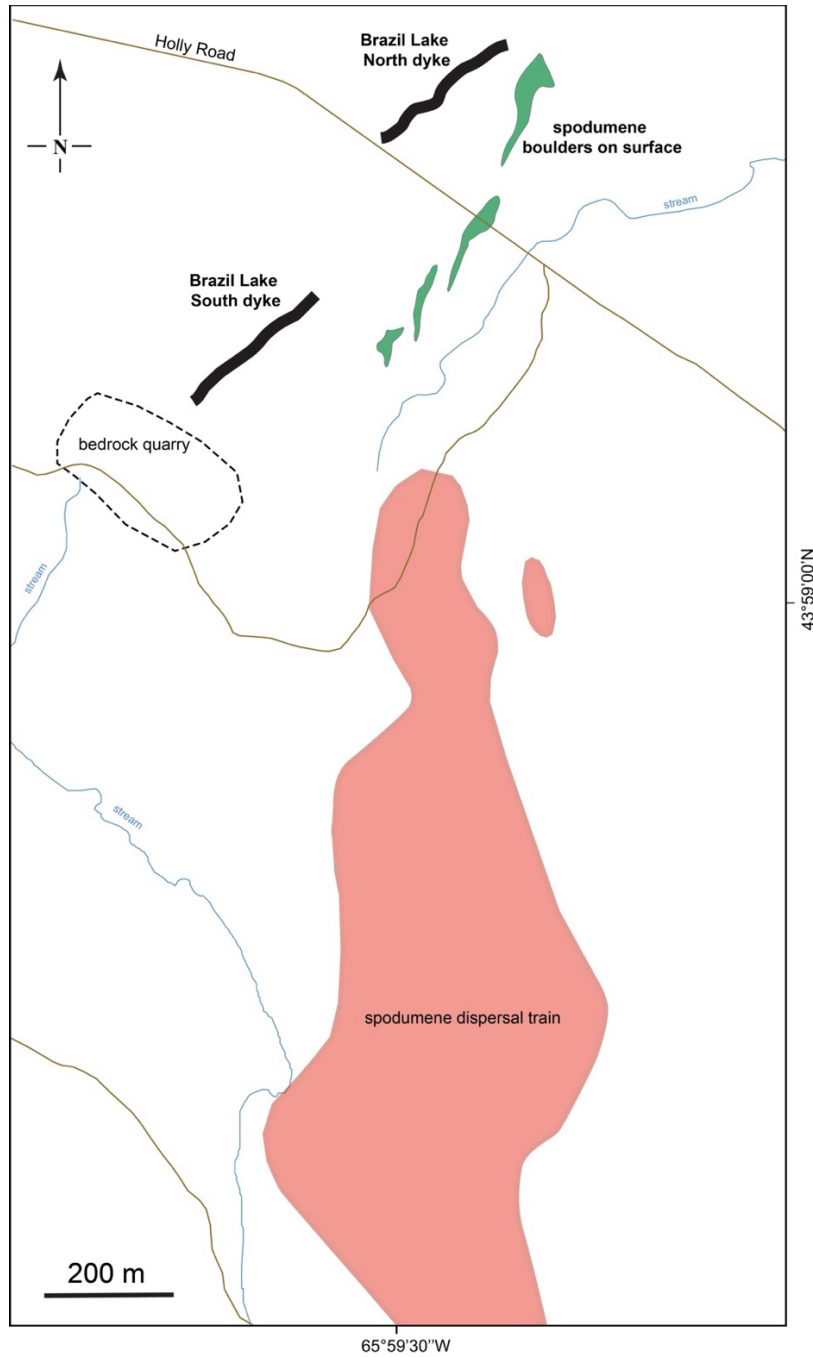 Holly Road
Brazil Lake
North dyke
N
spodumene
boulders on surface
stream
Brazil Lake
South dyke
bedrock quarry
stream
43°59'00"N
stream
spodumene dispersal train
200 m
65°59'30''W